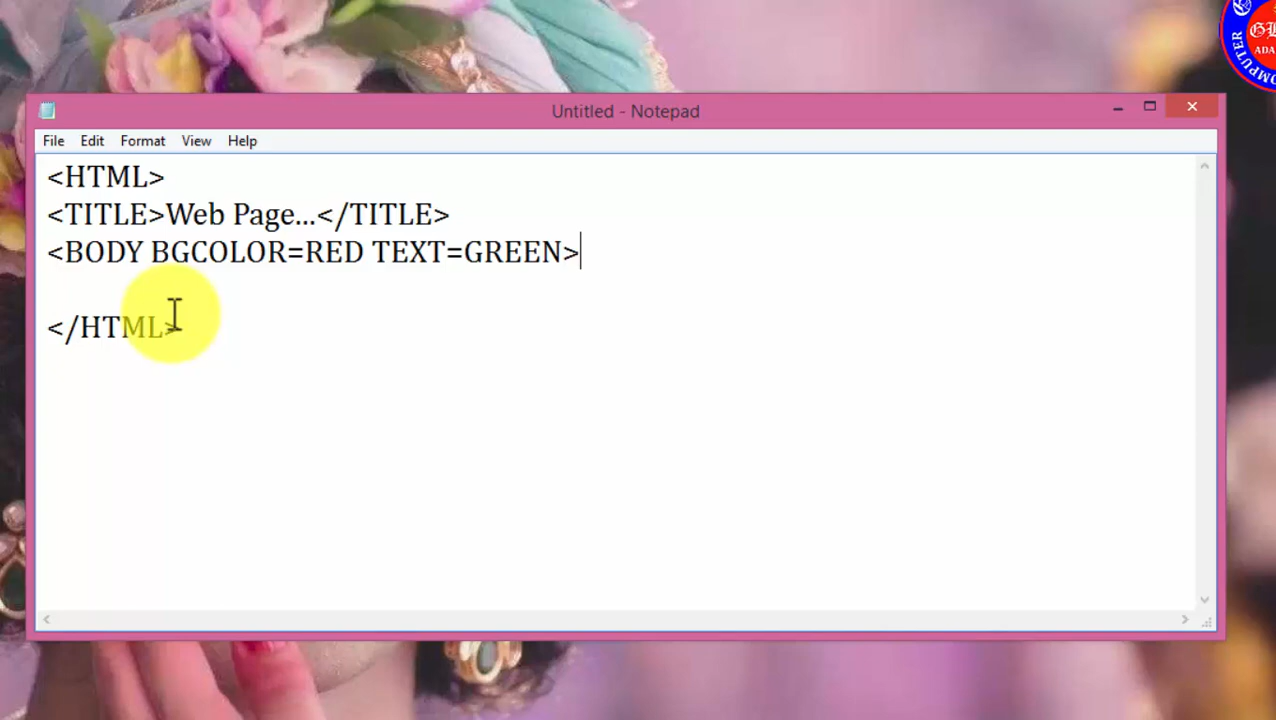 Untitled - Notepad
File Edit Format View Help
<HTML>
<TITLE>Web Page...</TITLE>
<BODY BGCOLOR=RED TEXT=GREEN>
</HTML>